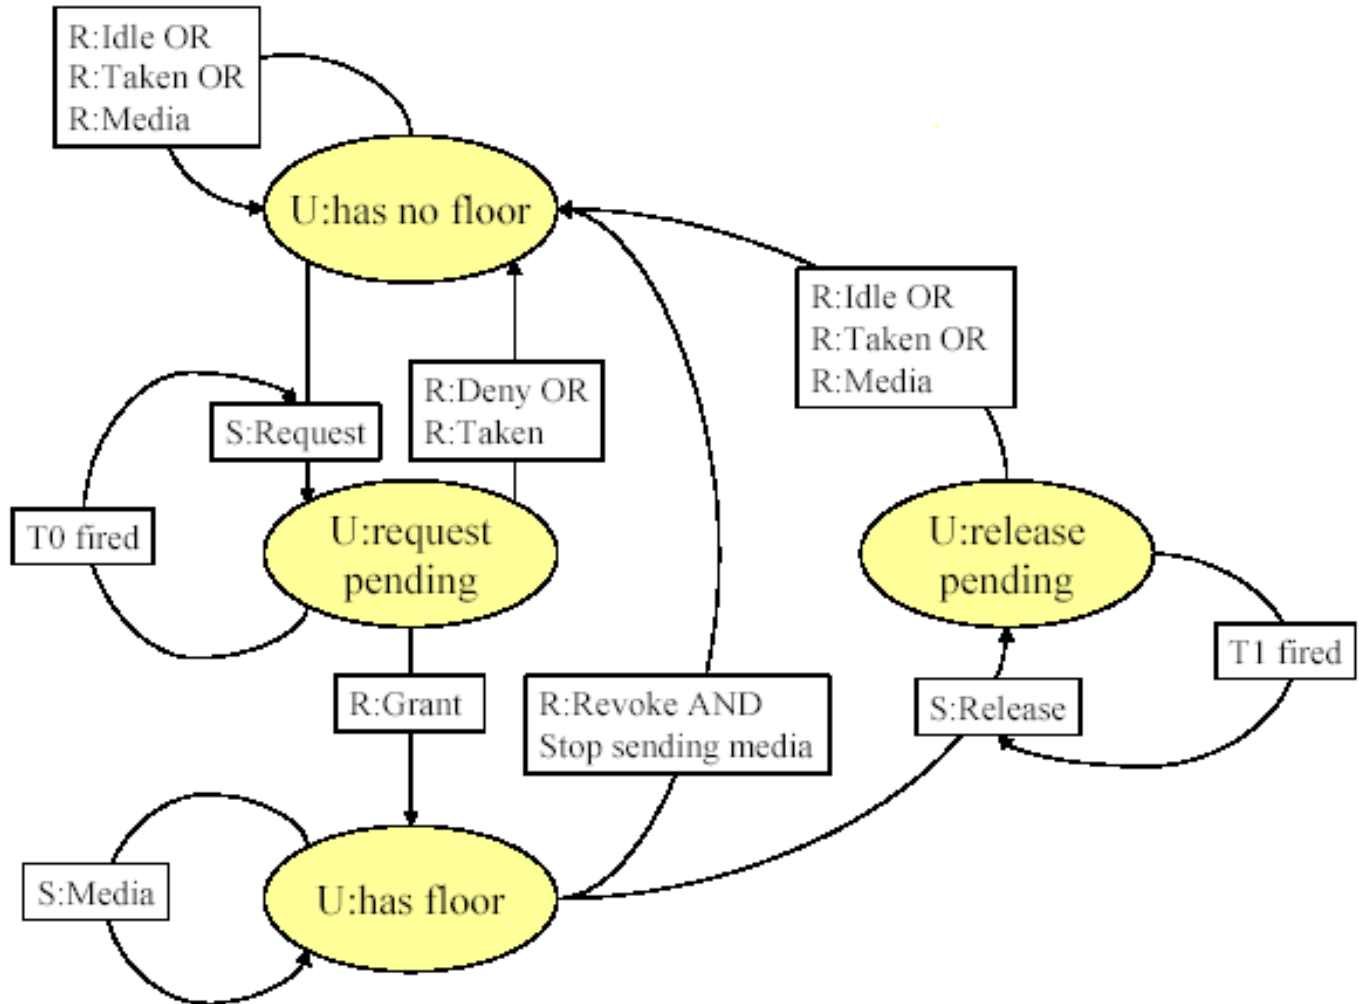 R:Idle OR
R:Taken OR
R:Media
U:has no floor
R:Idle OR
R:Taken OR
R:Media
R:Deny OR
R:Taken
S:Request
T0 fired
U:request
pending
U:release
pending
T1 fired
R:Grant
R:Revoke AND
Stop sending media
S:Release
S:Media
U:has floor